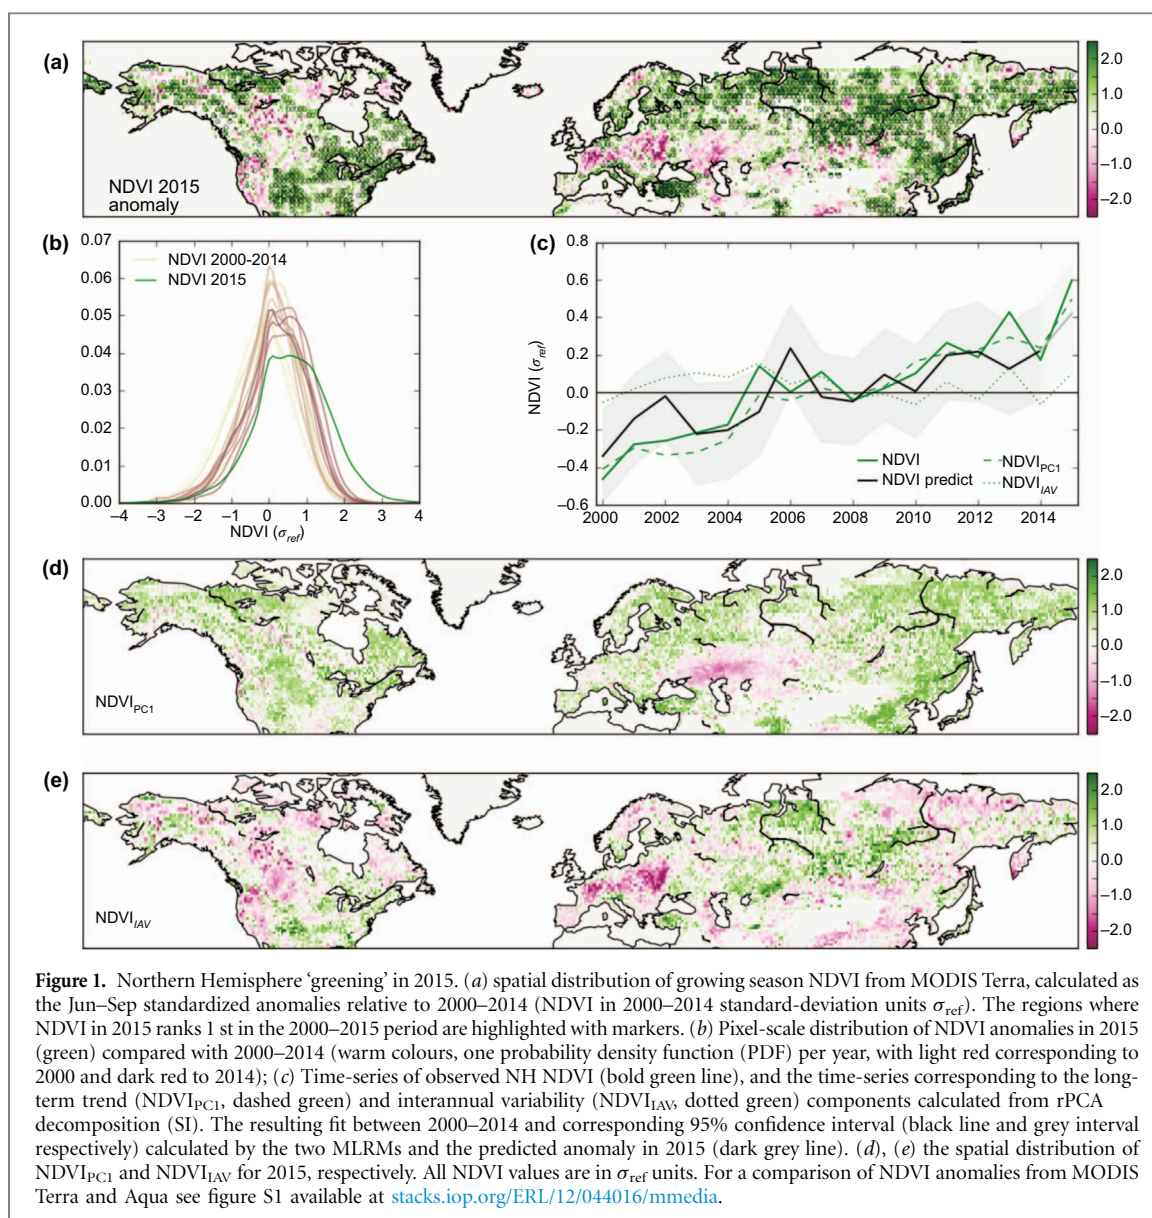 (a)
NDVI 2015
anomaly
2.0
1.0
0.0
−1.0
−2.0
(b)
0.07
0.06
0.05
0.04
0.03
0.02
0.01
0.00
NDVI 2000-2014
NDVI 2015
−4 −3 −2 −1 0 1 2 3 4
NDVI (σref)
(c)
0.8
0.6
0.4
0.2
0.0
−0.2
−0.4
−0.6
NDVI (σref)
NDVI
NDVI predict
NDVIPC1
NDVIIAV
2000 2002 2004 2006 2008 2010 2012 2014
(d)
NDVIPC1
2.0
1.0
0.0
−1.0
−2.0
(e)
NDVIIAV
2.0
1.0
0.0
−1.0
−2.0
Figure 1. Northern Hemisphere ‘greening’ in 2015. (a) spatial distribution of growing season NDVI from MODIS Terra, calculated as
the Jun–Sep standardized anomalies relative to 2000–2014 (NDVI in 2000–2014 standard-deviation units σref). The regions where
NDVI in 2015 ranks 1 st in the 2000–2015 period are highlighted with markers. (b) Pixel-scale distribution of NDVI anomalies in 2015
(green) compared with 2000–2014 (warm colours, one probability density function (PDF) per year, with light red corresponding to
2000 and dark red to 2014); (c) Time-series of observed NH NDVI (bold green line), and the time-series corresponding to the long-
term trend (NDVIPC1, dashed green) and interannual variability (NDVIIAV, dotted green) components calculated from rPCA
decomposition (SI). The resulting fit between 2000–2014 and corresponding 95% confidence interval (black line and grey interval
respectively) calculated by the two MLRMs and the predicted anomaly in 2015 (dark grey line). (d), (e) the spatial distribution of
NDVIPC1 and NDVIIAV for 2015, respectively. All NDVI values are in σref units. For a comparison of NDVI anomalies from MODIS
Terra and Aqua see figure S1 available at stacks.iop.org/ERL/12/044016/mmedia.